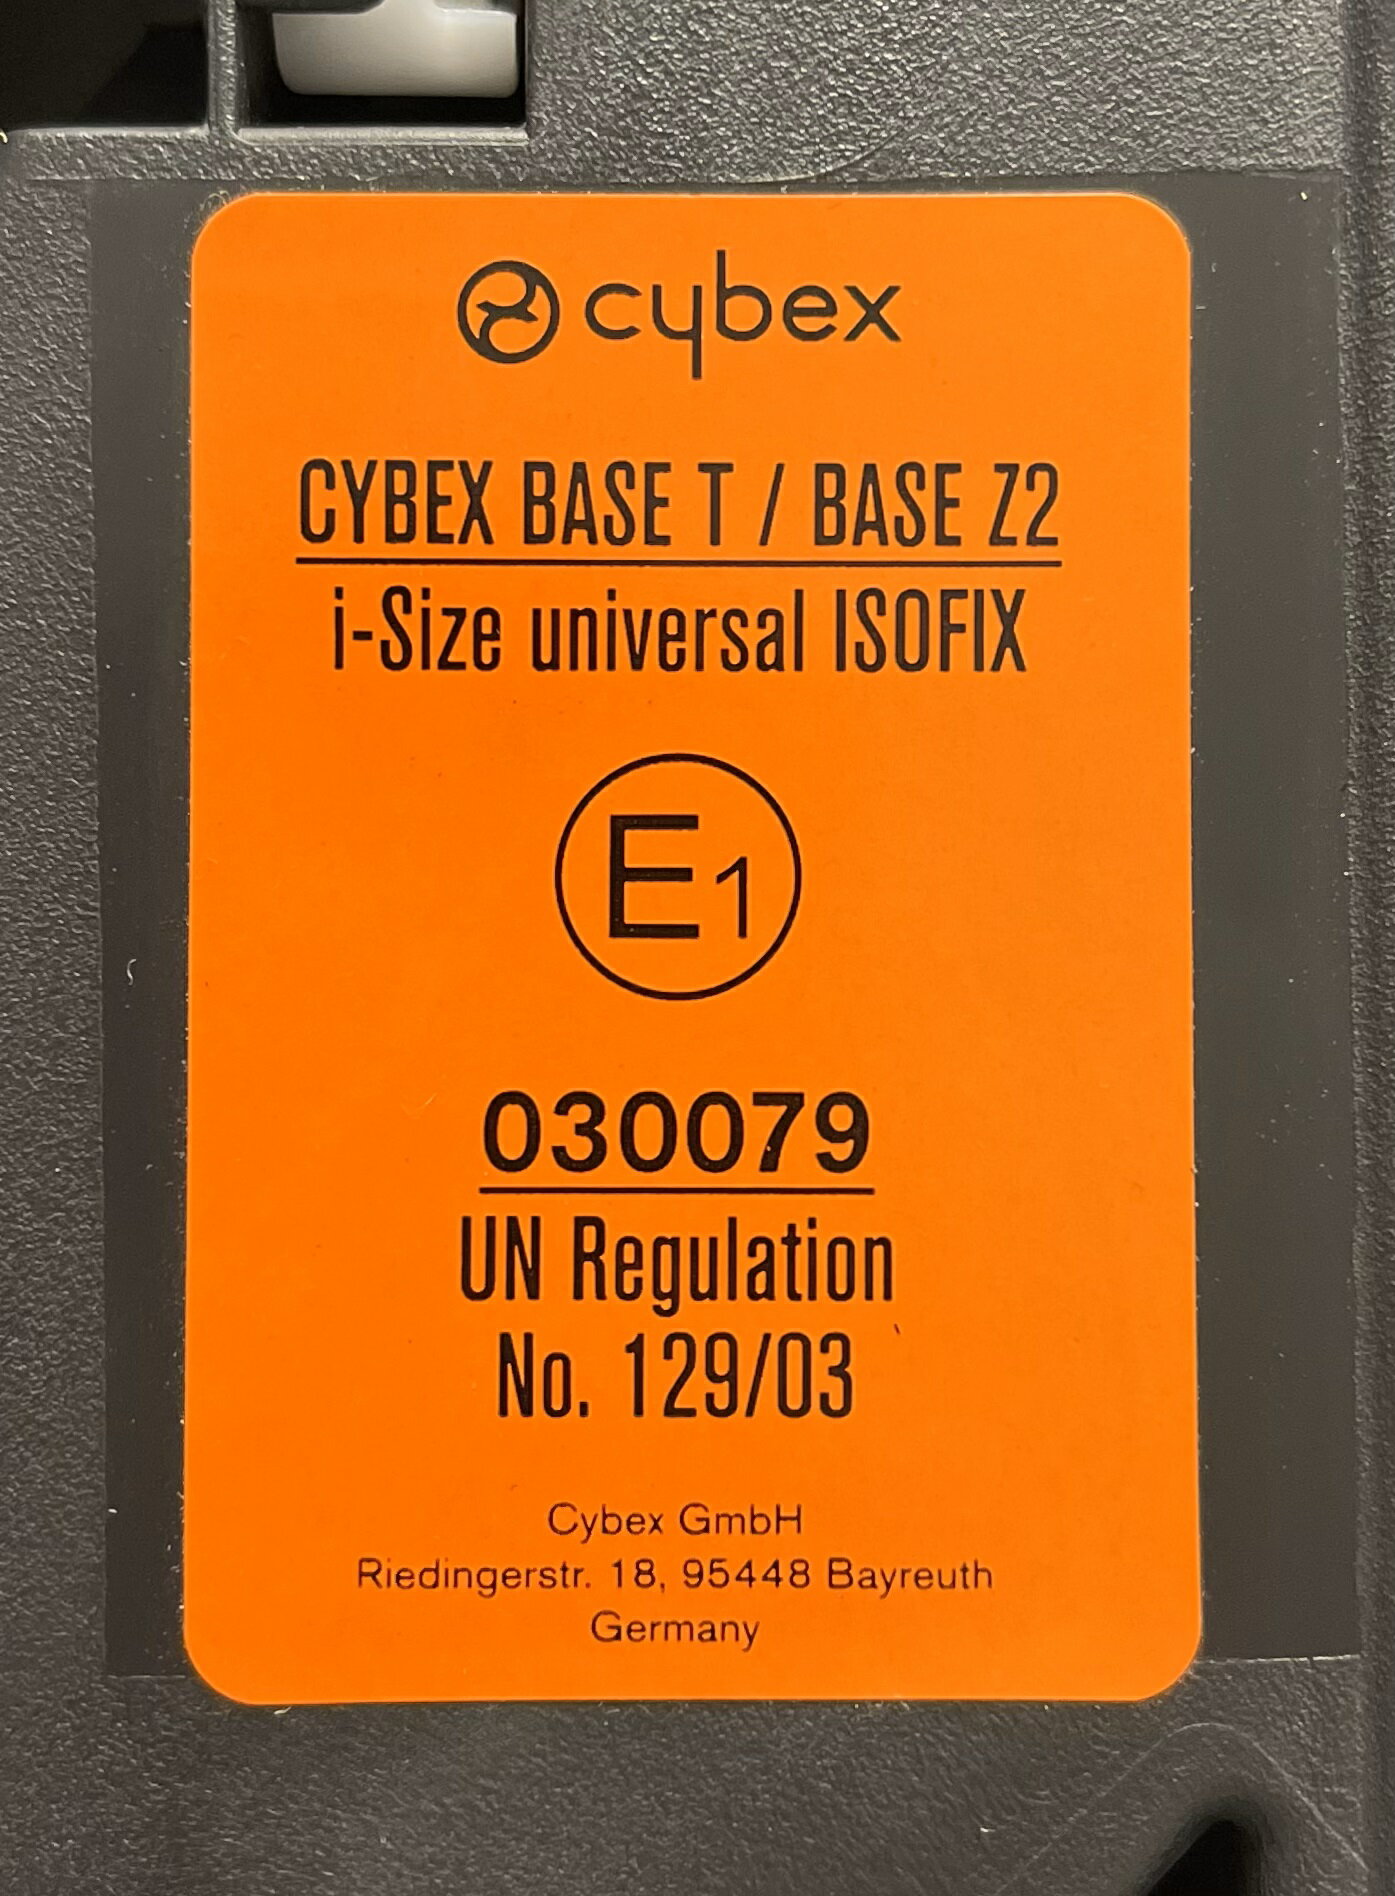 cybex
CYBEX BASE T / BASE Z2
i-Size universal ISOFIX
E1
030079
UN Regulation
No. 129/03
Cybex GmbH
Riedingerstr. 18, 95448 Bayreuth
Germany